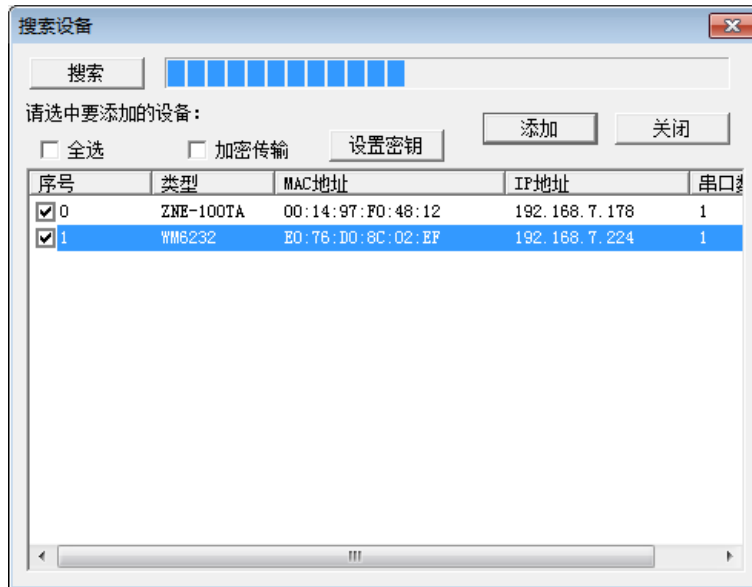 搜索设备
搜索
请选中要添加的设备:
添加 关闭
全选 加密传输 设置密钥
序号 类型 MAC地址 IP地址 串口
0 ZNE-100TA 00:14:97:F0:48:12 192.168.7.178 1
1 WM6232 E0:76:D0:8C:02:EF 192.168.7.224 1